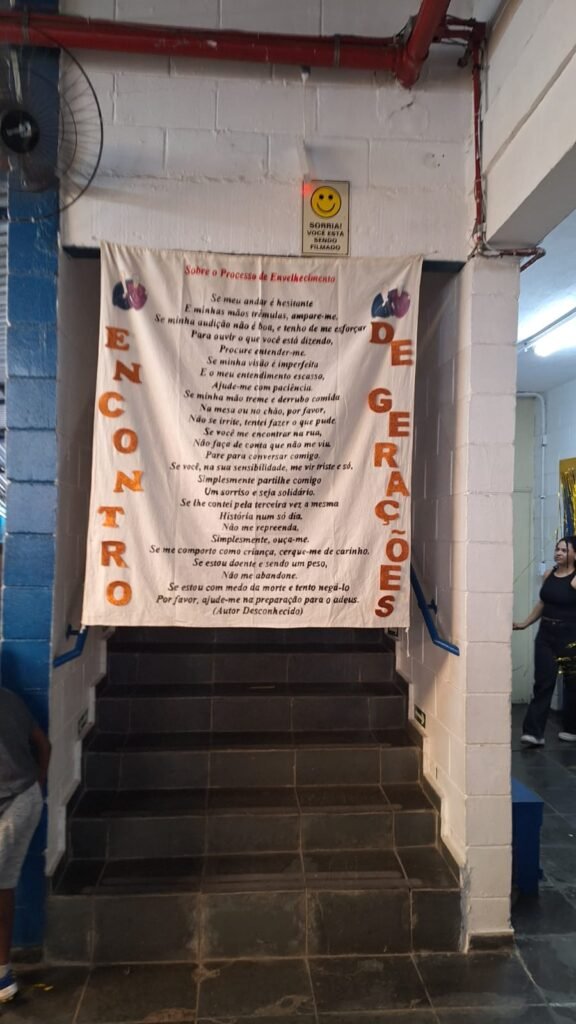 SORRIA!
VOCÊ ESTÁ
SENDO
FILMADO
Sobre o Processo de Envelhecimento
Se meu andar é hesitante
E minhas mãos trêmulas, ampare-me.
Se minha audição não é boa, e tenho de me esforçar
Para ouvir o que você está dizendo,
Procure entender-me.
Se minha visão é imperfeita
E o meu entendimento escasso,
Ajude-me com paciência.
Se minha mão treme e derrubo comida
Na mesa ou no chão, por favor,
Não se irrite, tentei fazer o que pude.
Se você me encontrar na rua,
Não faça de conta que não me viu.
Pare para conversar comigo.
Se você, na sua sensibilidade, me vir triste e só,
Simplesmente partilhe comigo
Um sorriso e seja solidário.
Se lhe contei pela terceira vez a mesma
História num só dia,
Não me repreenda,
Simplesmente, ouça-me.
Se me comporto como criança, cerque-me de carinho.
Se estou doente e sendo um peso,
Não me abandone.
Se estou com medo da morte e tento negá-lo
Por favor, ajude-me na preparação para o adeus.
(Autor Desconhecido)
ENCONTRO
DE GERAÇÕES